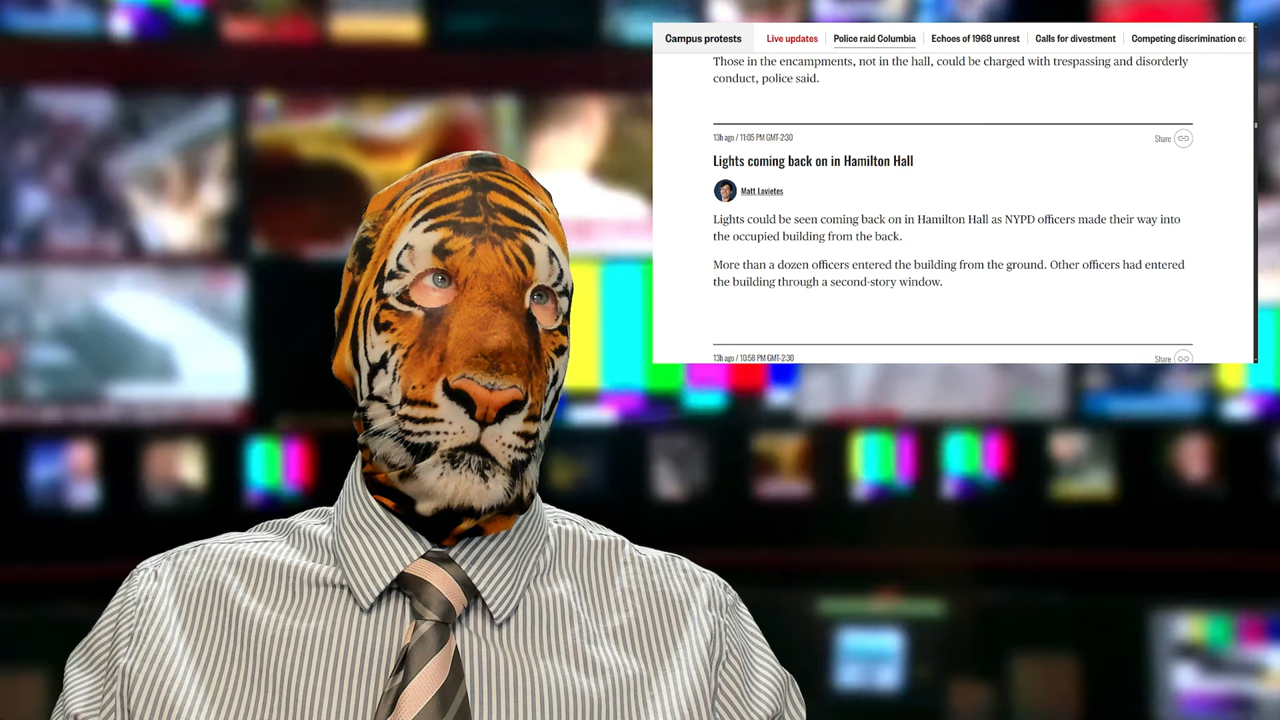 Campus protests Live updates Police raid Columbia Echoes of 1968 unrest Calls for divestment Competing discrimination
Those in the encampments, not in the hall, could be charged with trespassing and disorderly
conduct, police said.
13h ago / 11:05 PM GMT-2:30 Share
Lights coming back on in Hamilton Hall
Matt Lavietes
Lights could be seen coming back on in Hamilton Hall as NYPD officers made their way into
the occupied building from the back.
More than a dozen officers entered the building from the ground. Other officers had entered
the building through a second-story window.
13h ago / 10:58 PM GMT-2:30 Share